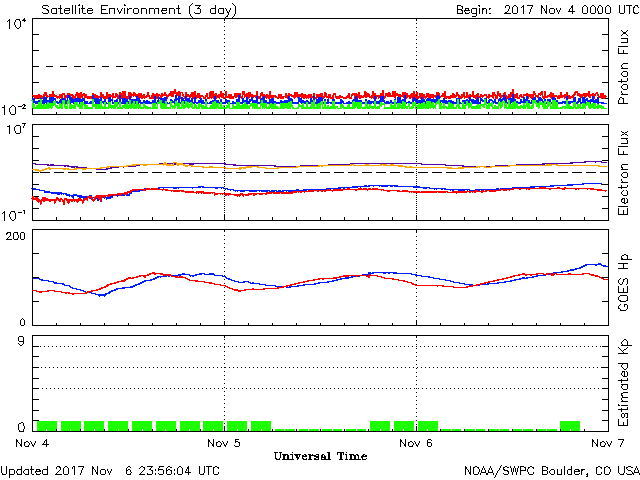 Satellite Environment (3 day) Begin: 2017 Nov 4 0000 UTC
10⁴
10⁻²
Proton Flux
10⁷
10⁻¹
Electron Flux
200
0
GOES Hp
9
0
Estimated Kp
Nov 4 Nov 5 Nov 6 Nov 7
Universal Time
Updated 2017 Nov 6 23:56:04 UTC NOAA/SWPC Boulder, CO USA